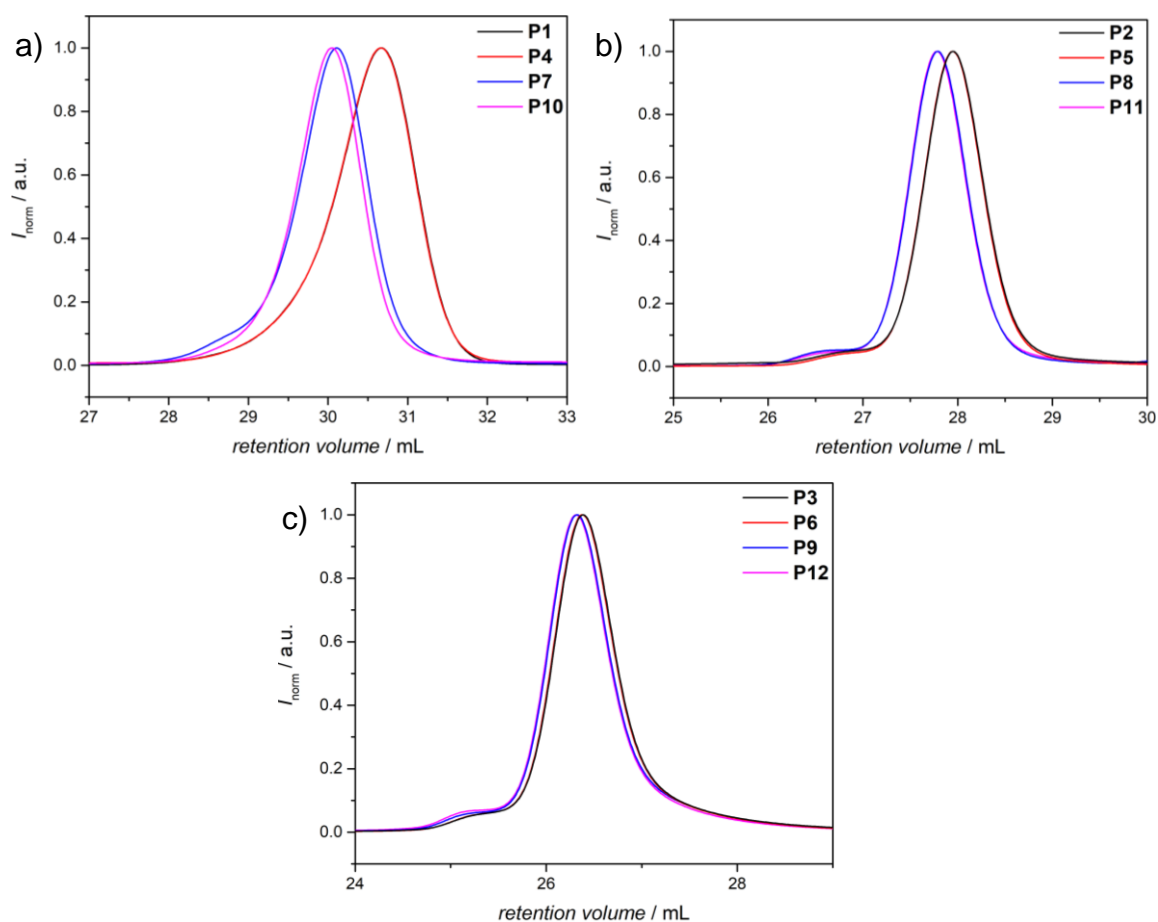 a)
P1
P4
P7
P10
1.0
0.8
0.6
0.4
0.2
0.0
27 28 29 30 31 32 33
I norm / a.u.
retention volume / mL
b)
P2
P5
P8
P11
1.0
0.8
0.6
0.4
0.2
0.0
25 26 27 28 29 30
I norm / a.u.
retention volume / mL
c)
P3
P6
P9
P12
1.0
0.8
0.6
0.4
0.2
0.0
24 26 28
I norm / a.u.
retention volume / mL